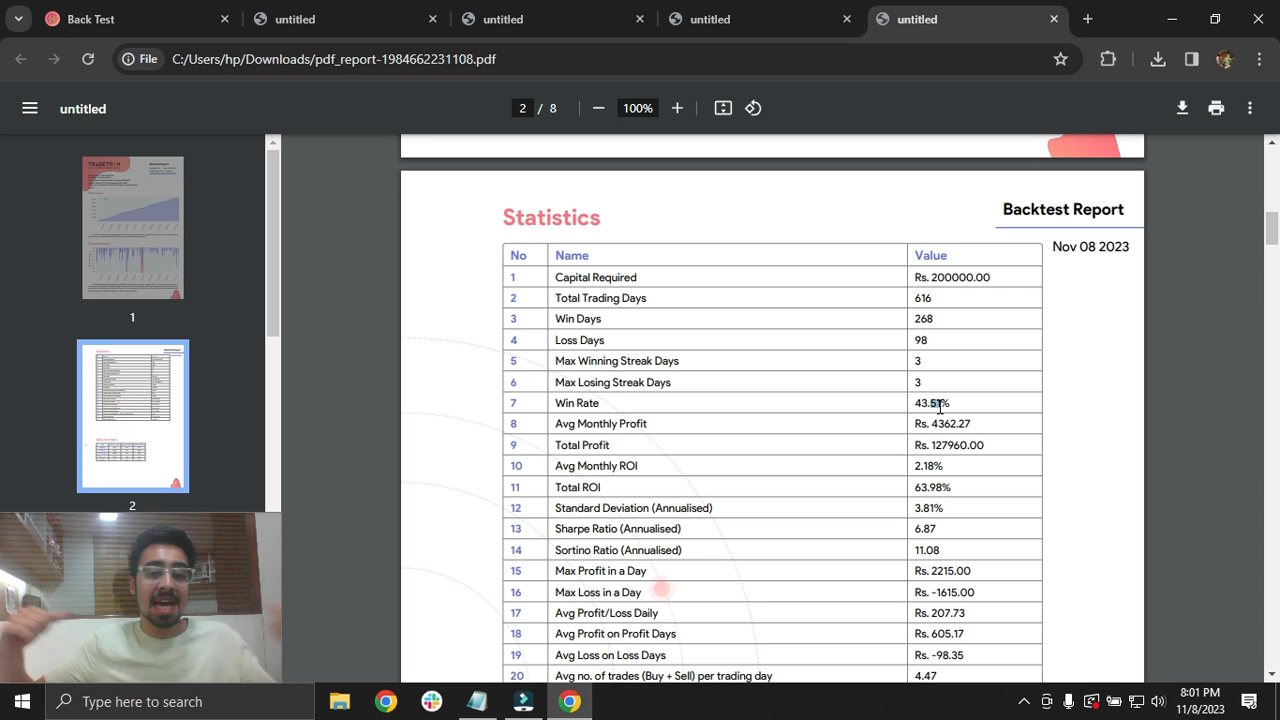 Back Test
untitled
untitled
untitled
untitled
File C:/Users/hp/Downloads/pdf_report-1984662231108.pdf
untitled
2 / 8
100%
1
2
Statistics
Backtest Report
Nov 08 2023
No Name Value
1 Capital Required Rs. 200000.00
2 Total Trading Days 616
3 Win Days 268
4 Loss Days 98
5 Max Winning Streak Days 3
6 Max Losing Streak Days 3
7 Win Rate 43.51%
8 Avg Monthly Profit Rs. 4362.27
9 Total Profit Rs. 127960.00
10 Avg Monthly ROI 2.18%
11 Total ROI 63.98%
12 Standard Deviation (Annualised) 3.81%
13 Sharpe Ratio (Annualised) 6.87
14 Sortino Ratio (Annualised) 11.08
15 Max Profit in a Day Rs. 2215.00
16 Max Loss in a Day Rs. -1615.00
17 Avg Profit/Loss Daily Rs. 207.73
18 Avg Profit on Profit Days Rs. 605.17
19 Avg Loss on Loss Days Rs. -98.35
20 Avg no. of trades (Buy + Sell) per trading day 4.47
Type here to search
8:01 PM
11/8/2023